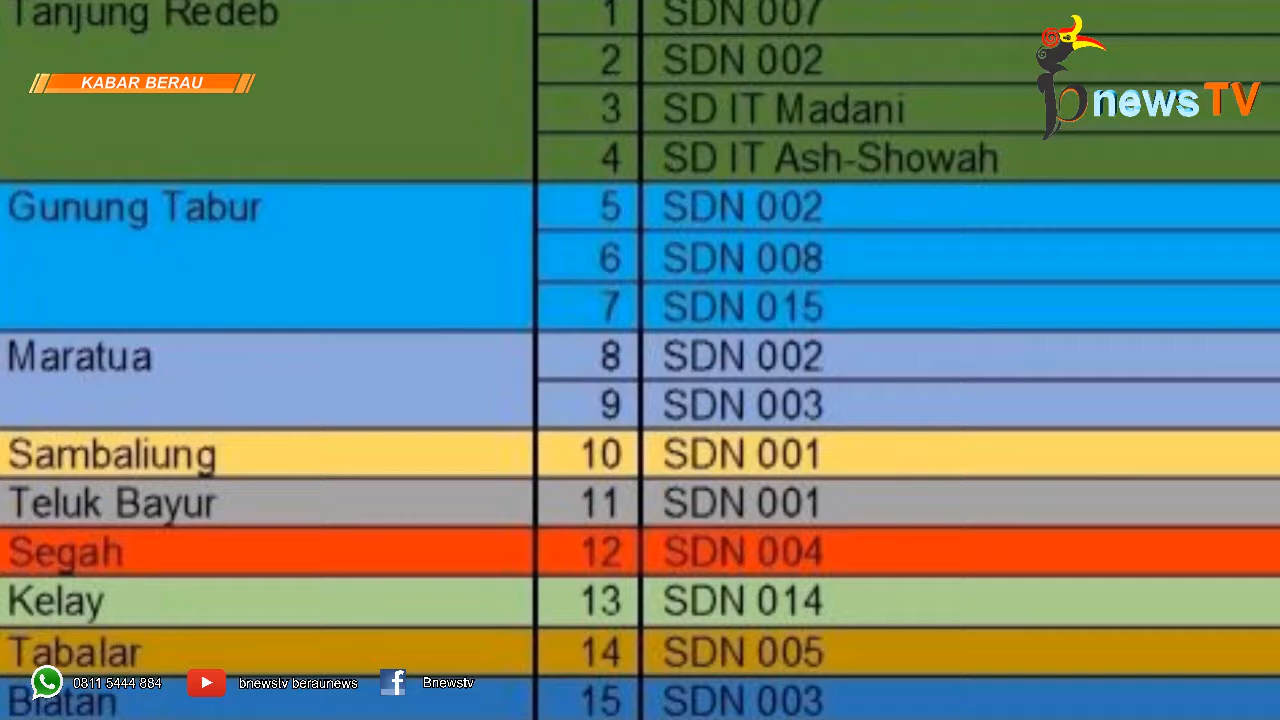 Tanjung Redeb 1 SDN 007
2 SDN 002
KABAR BERAU
3 SD IT Madani
bnewsTV
4 SD IT Ash-Showah
Gunung Tabur 5 SDN 002
6 SDN 008
7 SDN 015
Maratua 8 SDN 002
9 SDN 003
Sambaliung 10 SDN 001
Teluk Bayur 11 SDN 001
Segah 12 SDN 004
Kelay 13 SDN 014
Tabalar 14 SDN 005
0811 5444 884 bnewstv beraunews Bnewstv
Biatan 15 SDN 003